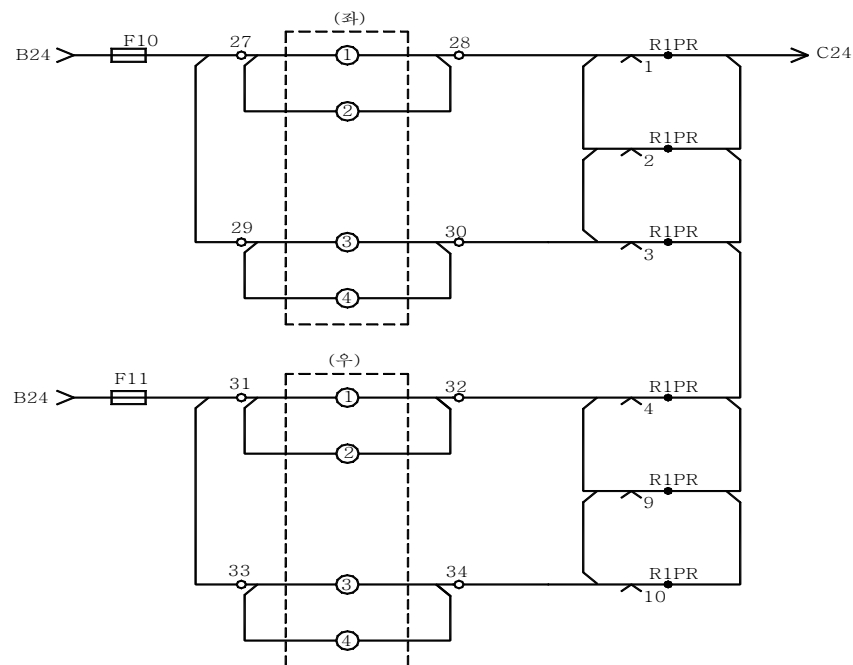 (좌)
B24 F10 27 ① 28 R1PR C24
1
②
R1PR
2
29 ③ 30 R1PR
3
④
(우)
B24 F11 31 ① 32 R1PR
4
②
R1PR
9
33 ③ 34 R1PR
10
④